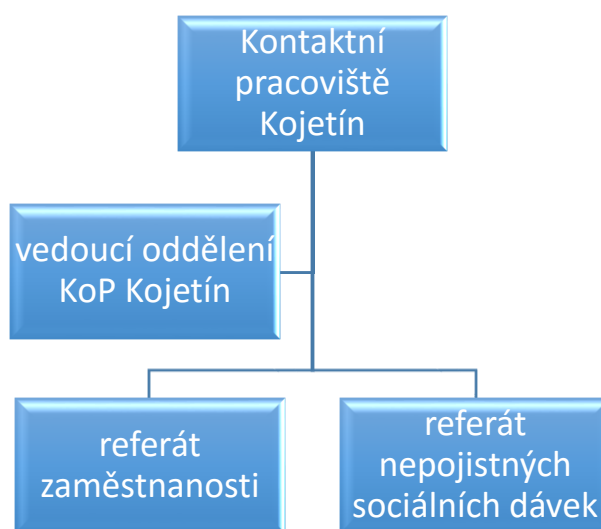 Kontaktní
pracoviště
Kojetín
vedoucí oddělení
KoP Kojetín
referát
zaměstnanosti
referát
nepojistných
sociálních dávek